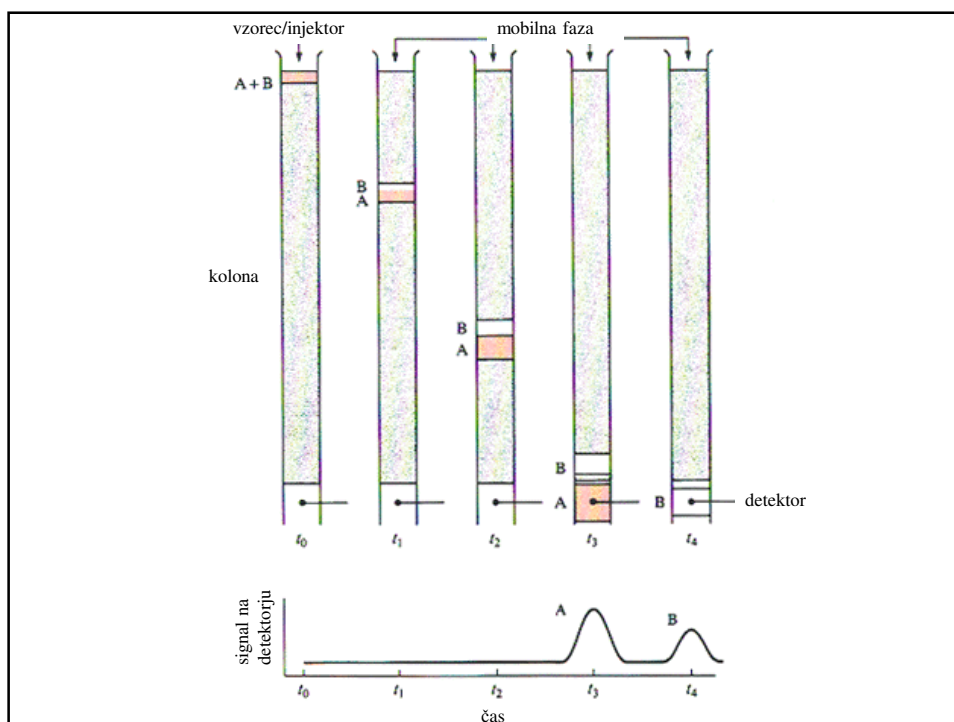 vzorec/injektor
mobilna faza
A + B
B
A
kolona
B
A
B
A
B
detektor
t₀ t₁ t₂ t₃ t₄
signal na
detektorju
A
B
t₀ t₁ t₂ t₃ t₄
čas